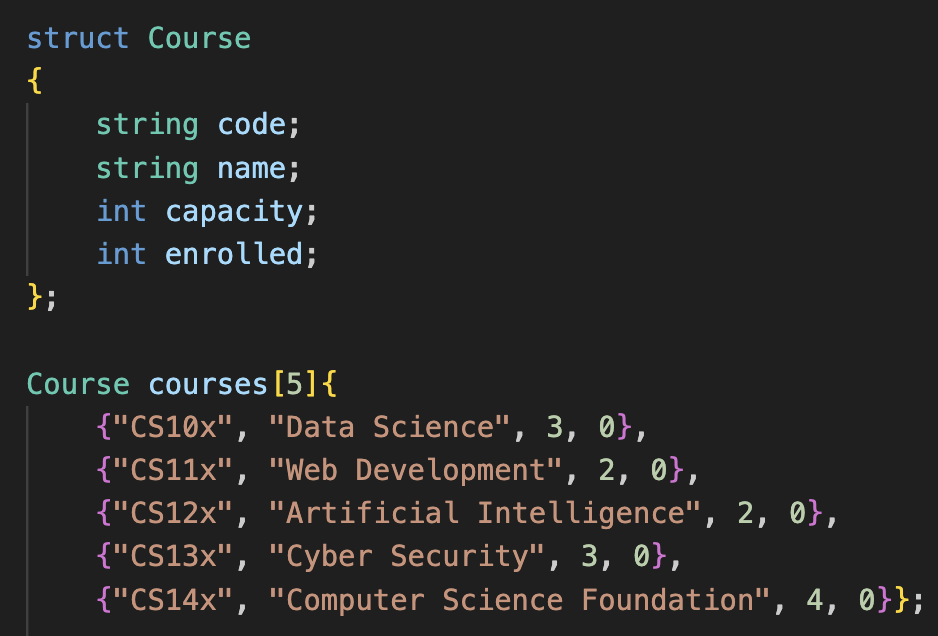 struct Course
{
    string code;
    string name;
    int capacity;
    int enrolled;
};

Course courses[5]{
    {"CS10x", "Data Science", 3, 0},
    {"CS11x", "Web Development", 2, 0},
    {"CS12x", "Artificial Intelligence", 2, 0},
    {"CS13x", "Cyber Security", 3, 0},
    {"CS14x", "Computer Science Foundation", 4, 0}};